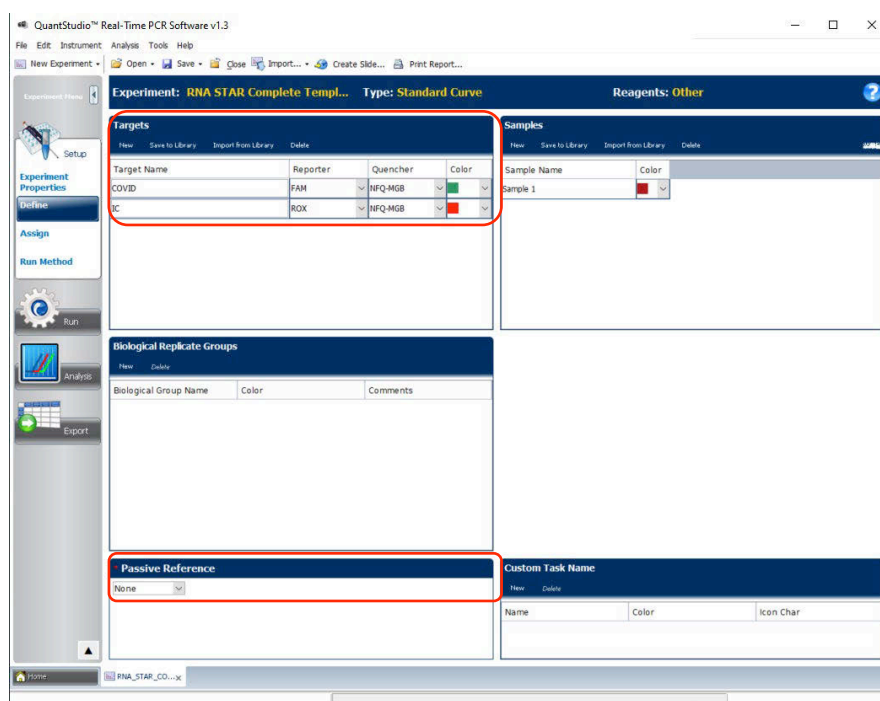 QuantStudio™ Real-Time PCR Software v1.3
File Edit Instrument Analysis Tools Help
New Experiment Open Save Close Import... Create Slide... Print Report...
Experiment Menu
Experiment: RNA STAR Complete Templ... Type: Standard Curve Reagents: Other
Setup
Experiment Properties
Define
Assign
Run Method
Run
Analysis
Export
Targets
New Save to Library Import from Library Delete
Target Name Reporter Quencher Color
COVID FAM NFQ-MGB
IC ROX NFQ-MGB
Samples
New Save to Library Import from Library Delete
Sample Name Color
Sample 1
Biological Replicate Groups
New Delete
Biological Group Name Color Comments
* Passive Reference
None
Custom Task Name
New Delete
Name Color Icon Char
Home RNA_STAR_CO...x